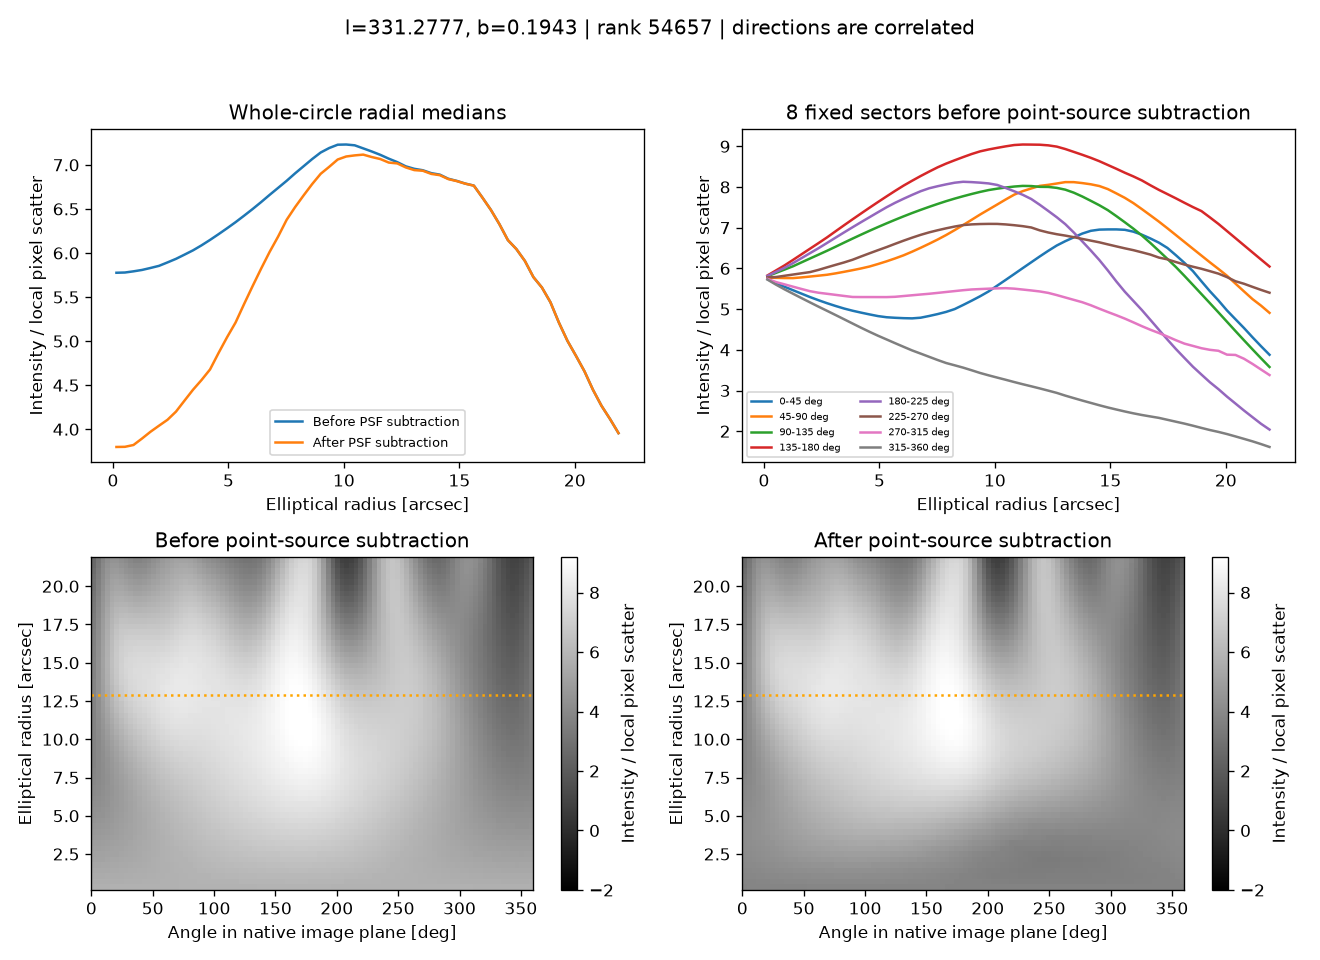 l=331.2777, b=0.1943 | rank 54657 | directions are correlated
Whole-circle radial medians
7.0
6.5
6.0
5.5
5.0
4.5
4.0
Intensity / local pixel scatter
Before PSF subtraction
After PSF subtraction
0 5 10 15 20
Elliptical radius [arcsec]
8 fixed sectors before point-source subtraction
9
8
7
6
5
4
3
2
Intensity / local pixel scatter
0-45 deg
45-90 deg
90-135 deg
135-180 deg
180-225 deg
225-270 deg
270-315 deg
315-360 deg
0 5 10 15 20
Elliptical radius [arcsec]
Before point-source subtraction
20.0
17.5
15.0
12.5
10.0
7.5
5.0
2.5
Elliptical radius [arcsec]
0 50 100 150 200 250 300 350
Angle in native image plane [deg]
8
6
4
2
0
−2
Intensity / local pixel scatter
After point-source subtraction
20.0
17.5
15.0
12.5
10.0
7.5
5.0
2.5
Elliptical radius [arcsec]
0 50 100 150 200 250 300 350
Angle in native image plane [deg]
8
6
4
2
0
−2
Intensity / local pixel scatter